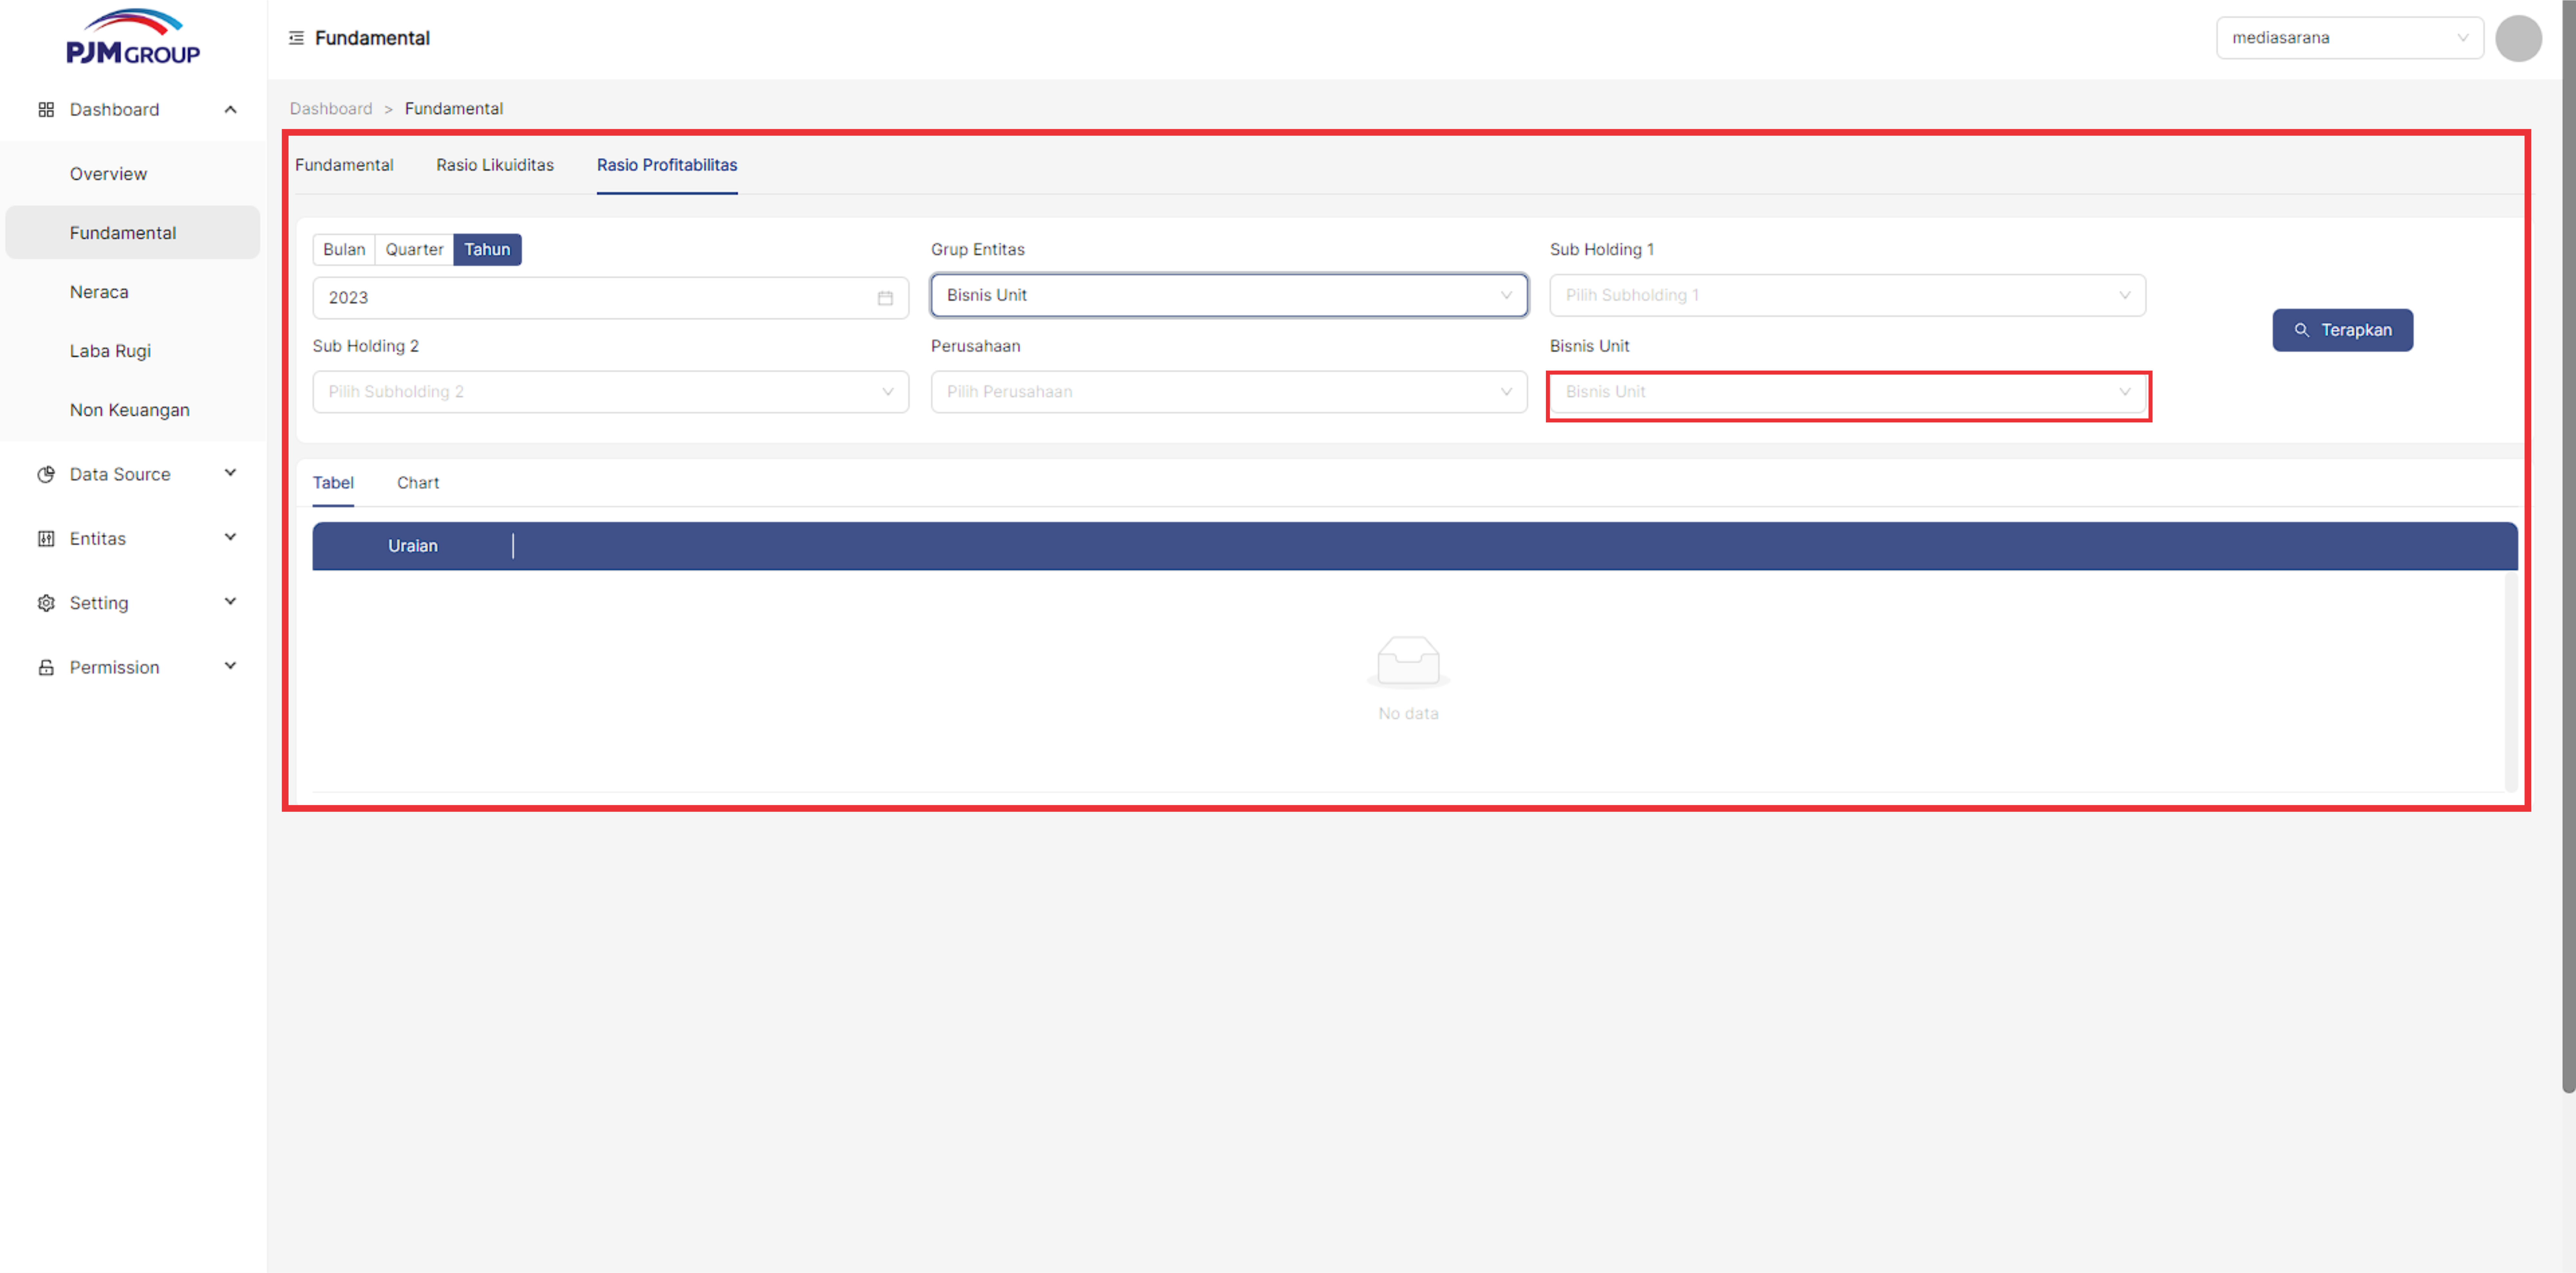 PJM GROUP
Fundamental
mediasarana
Dashboard
Overview
Fundamental
Neraca
Laba Rugi
Non Keuangan
Data Source
Entitas
Setting
Permission
Dashboard > Fundamental
Fundamental Rasio Likuiditas Rasio Profitabilitas
Bulan Quarter Tahun
2023
Grup Entitas
Bisnis Unit
Sub Holding 1
Pilih Subholding 1
Sub Holding 2
Pilih Subholding 2
Perusahaan
Pilih Perusahaan
Bisnis Unit
Bisnis Unit
Terapkan
Tabel Chart
Uraian
No data